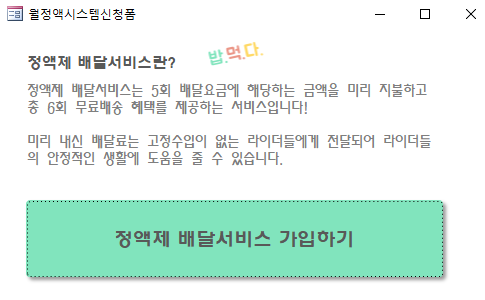 월정액시스템신청폼
정액제 배달서비스란?
밥.먹.다.
정액제 배달서비스는 5회 배달요금에 해당하는 금액을 미리 지불하고
총 6회 무료배송 혜택를 제공하는 서비스입니다!
미리 내신 배달료는 고정수입이 없는 라이더들에게 전달되어 라이더들
의 안정적인 생활에 도움을 줄 수 있습니다.
정액제 배달서비스 가입하기